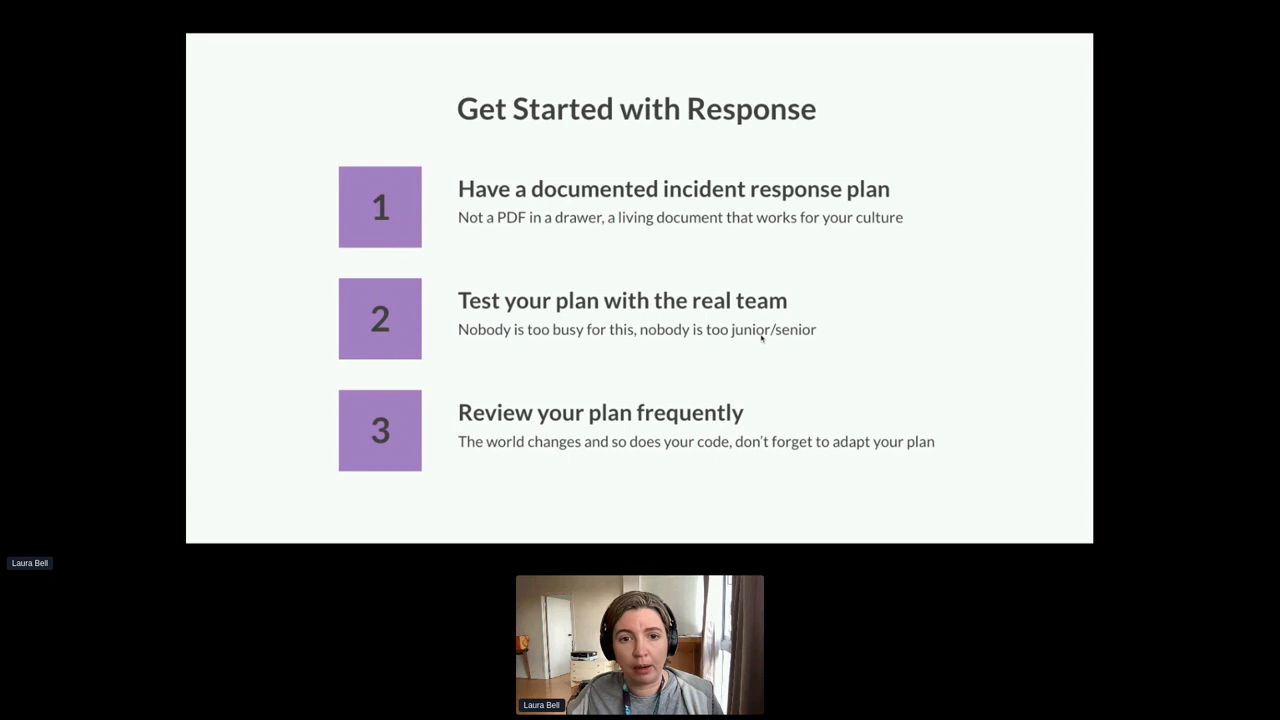 Get Started with Response
1
Have a documented incident response plan
Not a PDF in a drawer, a living document that works for your culture
2
Test your plan with the real team
Nobody is too busy for this, nobody is too junior/senior
3
Review your plan frequently
The world changes and so does your code, don’t forget to adapt your plan
Laura Bell
Laura Bell